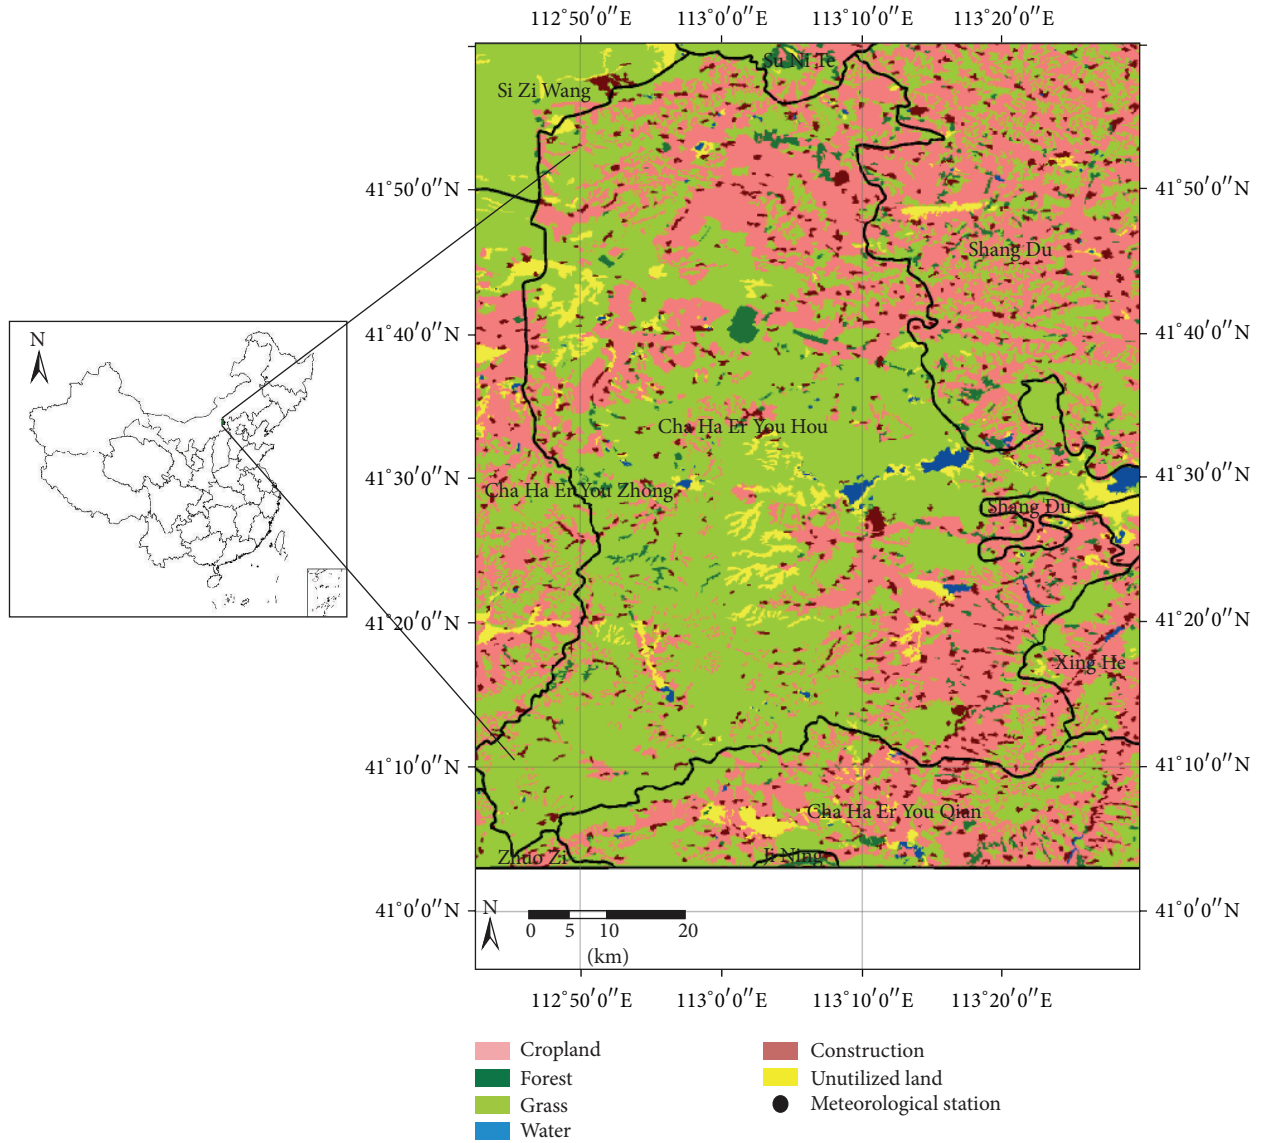 112°50′0″E 113°0′0″E 113°10′0″E 113°20′0″E
Su Ni Te
Si Zi Wang
41°50′0″N 41°50′0″N
Shang Du
N
41°40′0″N 41°40′0″N
Cha Ha Er You Hou
41°30′0″N 41°30′0″N
Cha Ha Er You Zhong
Shang Du
41°20′0″N 41°20′0″N
Xing He
41°10′0″N 41°10′0″N
Cha Ha Er You Qian
Zhuo Zi Ji Ning
41°0′0″N 41°0′0″N
N
0 5 10 20
(km)
112°50′0″E 113°0′0″E 113°10′0″E 113°20′0″E
Cropland
Forest
Grass
Water
Construction
Unutilized land
Meteorological station